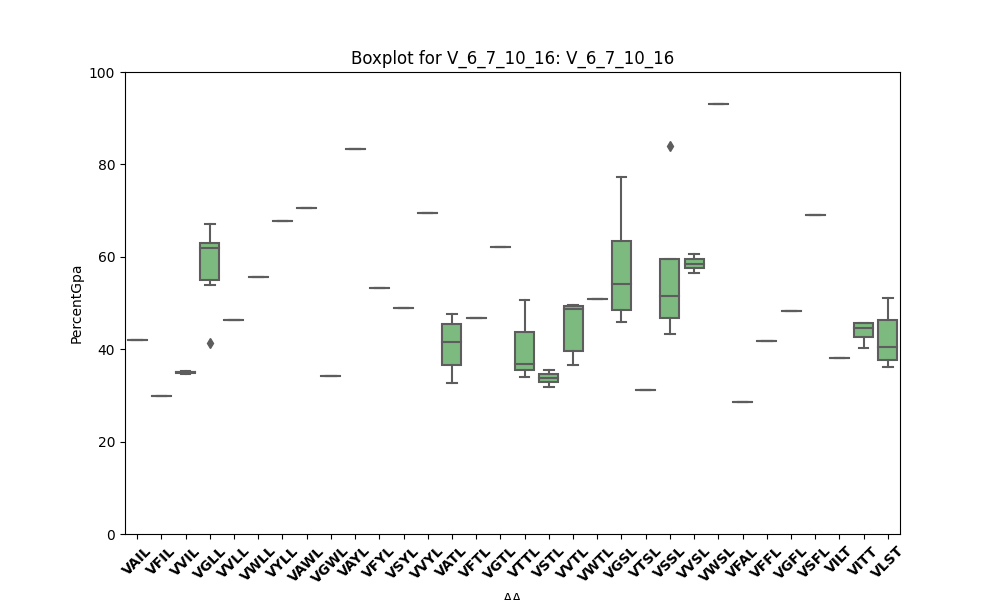 Boxplot for V_6_7_10_16: V_6_7_10_16
100
80
60
40
20
0
PercentGpa
VAIL VFIL VVIL VGLL VVLL VWLL VYLL VAWL VGWL VAYL VFYL VSYL VVYL VATL VFTL VGTL VTTL VSTL VVTL VWTL VGSL VTSL VSSL VVSL VWSL VFAL VFFL VGFL VSFL VILT VITT VLST
AA